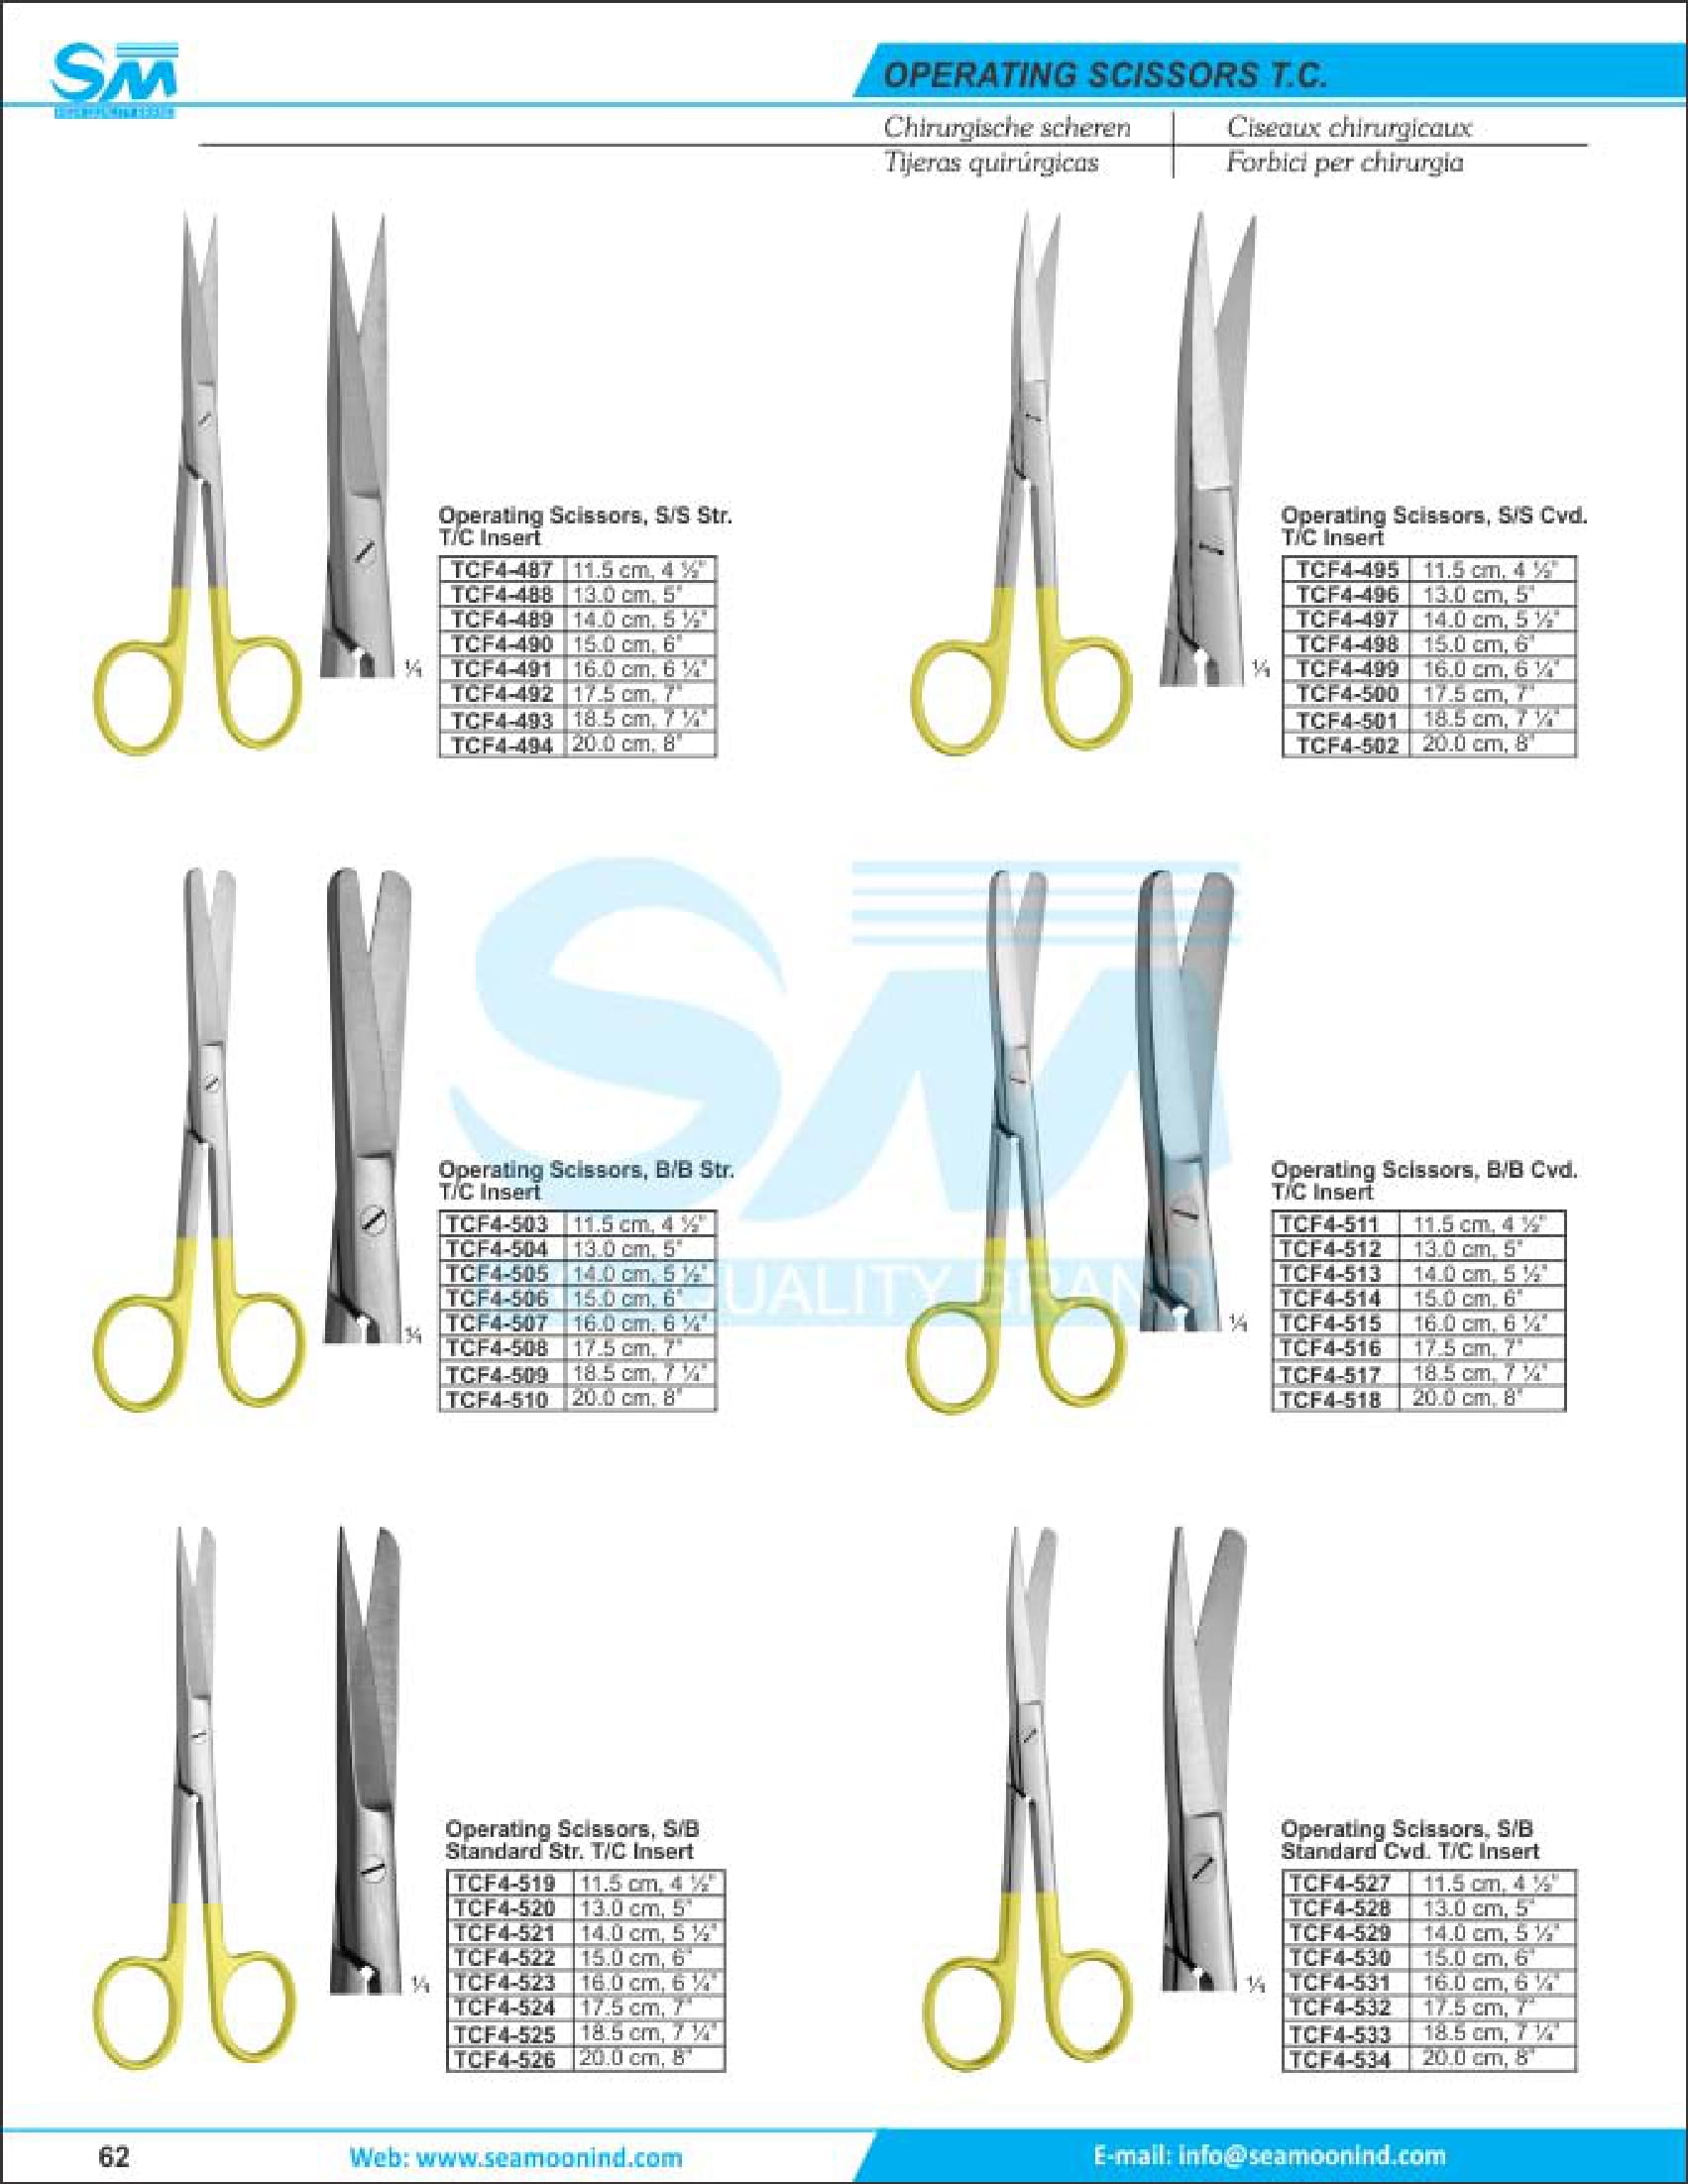 SM
OPERATING SCISSORS T.C.
Chirurgische scheren
Ciseaux chirurgicaux
Tijeras quirúrgicas
Forbici per chirurgia
Operating Scissors, S/S Str.
T/C Insert
TCF4-487 11.5 cm, 4 ½"
TCF4-488 13.0 cm, 5"
TCF4-489 14.0 cm, 5 ½"
TCF4-490 15.0 cm, 6"
TCF4-491 16.0 cm, 6 ¼"
TCF4-492 17.5 cm, 7"
TCF4-493 18.5 cm, 7 ¼"
TCF4-494 20.0 cm, 8"
Operating Scissors, S/S Cvd.
T/C Insert
TCF4-495 11.5 cm, 4 ½"
TCF4-496 13.0 cm, 5"
TCF4-497 14.0 cm, 5 ½"
TCF4-498 15.0 cm, 6"
TCF4-499 16.0 cm, 6 ¼"
TCF4-500 17.5 cm, 7"
TCF4-501 18.5 cm, 7 ¼"
TCF4-502 20.0 cm, 8"
SM
QUALITY BRAND
Operating Scissors, B/B Str.
T/C Insert
TCF4-503 11.5 cm, 4 ½"
TCF4-504 13.0 cm, 5"
TCF4-505 14.0 cm, 5 ½"
TCF4-506 15.0 cm, 6"
TCF4-507 16.0 cm, 6 ¼"
TCF4-508 17.5 cm, 7"
TCF4-509 18.5 cm, 7 ¼"
TCF4-510 20.0 cm, 8"
Operating Scissors, B/B Cvd.
T/C Insert
TCF4-511 11.5 cm, 4 ½"
TCF4-512 13.0 cm, 5"
TCF4-513 14.0 cm, 5 ½"
TCF4-514 15.0 cm, 6"
TCF4-515 16.0 cm, 6 ¼"
TCF4-516 17.5 cm, 7"
TCF4-517 18.5 cm, 7 ¼"
TCF4-518 20.0 cm, 8"
Operating Scissors, S/B
Standard Str. T/C Insert
TCF4-519 11.5 cm, 4 ½"
TCF4-520 13.0 cm, 5"
TCF4-521 14.0 cm, 5 ½"
TCF4-522 15.0 cm, 6"
TCF4-523 16.0 cm, 6 ¼"
TCF4-524 17.5 cm, 7"
TCF4-525 18.5 cm, 7 ¼"
TCF4-526 20.0 cm, 8"
Operating Scissors, S/B
Standard Cvd. T/C Insert
TCF4-527 11.5 cm, 4 ½"
TCF4-528 13.0 cm, 5"
TCF4-529 14.0 cm, 5 ½"
TCF4-530 15.0 cm, 6"
TCF4-531 16.0 cm, 6 ¼"
TCF4-532 17.5 cm, 7"
TCF4-533 18.5 cm, 7 ¼"
TCF4-534 20.0 cm, 8"
62
Web: www.seamoonind.com
E-mail: info@seamoonind.com